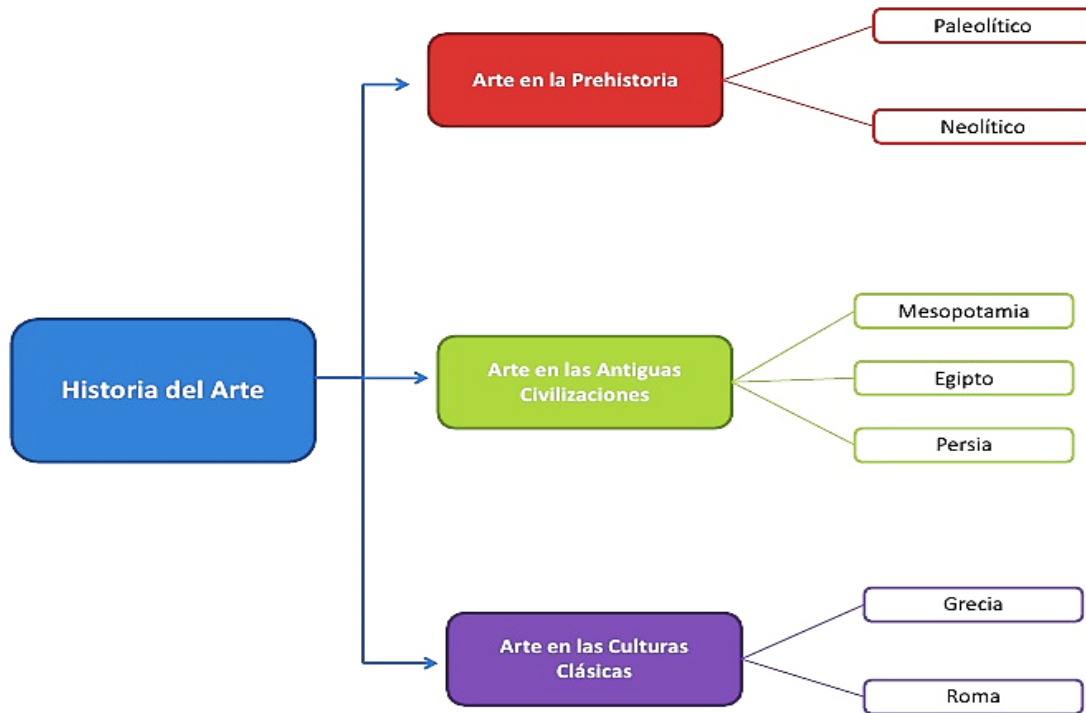 Historia del Arte
Arte en la Prehistoria
Paleolítico
Neolítico
Arte en las Antiguas
Civilizaciones
Mesopotamia
Egipto
Persia
Arte en las Culturas
Clásicas
Grecia
Roma